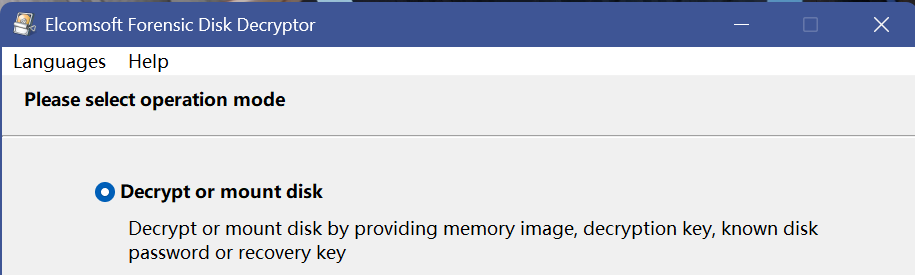 Elcomsoft Forensic Disk Decryptor
Languages Help
Please select operation mode
Decrypt or mount disk
Decrypt or mount disk by providing memory image, decryption key, known disk
password or recovery key